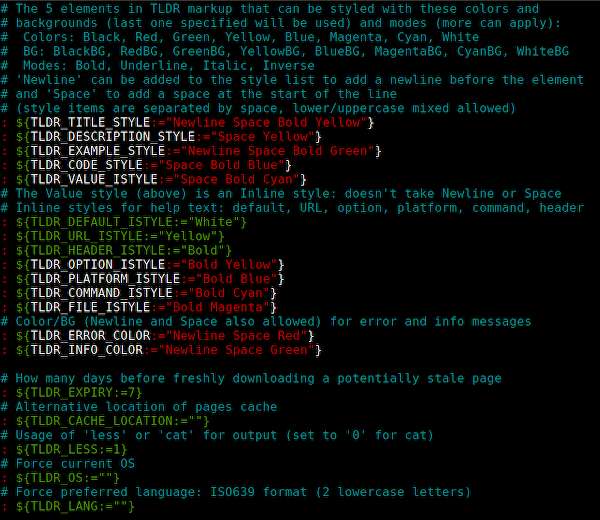 # The 5 elements in TLDR markup that can be styled with these colors and
# backgrounds (last one specified will be used) and modes (more can apply):
#  Colors: Black, Red, Green, Yellow, Blue, Magenta, Cyan, White
#  BG: BlackBG, RedBG, GreenBG, YellowBG, BlueBG, MagentaBG, CyanBG, WhiteBG
#  Modes: Bold, Underline, Italic, Inverse
# 'Newline' can be added to the style list to add a newline before the element
# and 'Space' to add a space at the start of the line
# (style items are separated by space, lower/uppercase mixed allowed)
: ${TLDR_TITLE_STYLE:="Newline Space Bold Yellow"}
: ${TLDR_DESCRIPTION_STYLE:="Space Yellow"}
: ${TLDR_EXAMPLE_STYLE:="Newline Space Bold Green"}
: ${TLDR_CODE_STYLE:="Space Bold Blue"}
: ${TLDR_VALUE_ISTYLE:="Space Bold Cyan"}
# The Value style (above) is an Inline style: doesn't take Newline or Space
# Inline styles for help text: default, URL, option, platform, command, header
: ${TLDR_DEFAULT_ISTYLE:="White"}
: ${TLDR_URL_ISTYLE:="Yellow"}
: ${TLDR_HEADER_ISTYLE:="Bold"}
: ${TLDR_OPTION_ISTYLE:="Bold Yellow"}
: ${TLDR_PLATFORM_ISTYLE:="Bold Blue"}
: ${TLDR_COMMAND_ISTYLE:="Bold Cyan"}
: ${TLDR_FILE_ISTYLE:="Bold Magenta"}
# Color/BG (Newline and Space also allowed) for error and info messages
: ${TLDR_ERROR_COLOR:="Newline Space Red"}
: ${TLDR_INFO_COLOR:="Newline Space Green"}
# How many days before freshly downloading a potentially stale page
: ${TLDR_EXPIRY:=7}
# Alternative location of pages cache
: ${TLDR_CACHE_LOCATION:=""}
# Usage of 'less' or 'cat' for output (set to '0' for cat)
: ${TLDR_LESS:=1}
# Force current OS
: ${TLDR_OS:=""}
# Force preferred language: ISO639 format (2 lowercase letters)
: ${TLDR_LANG:=""}